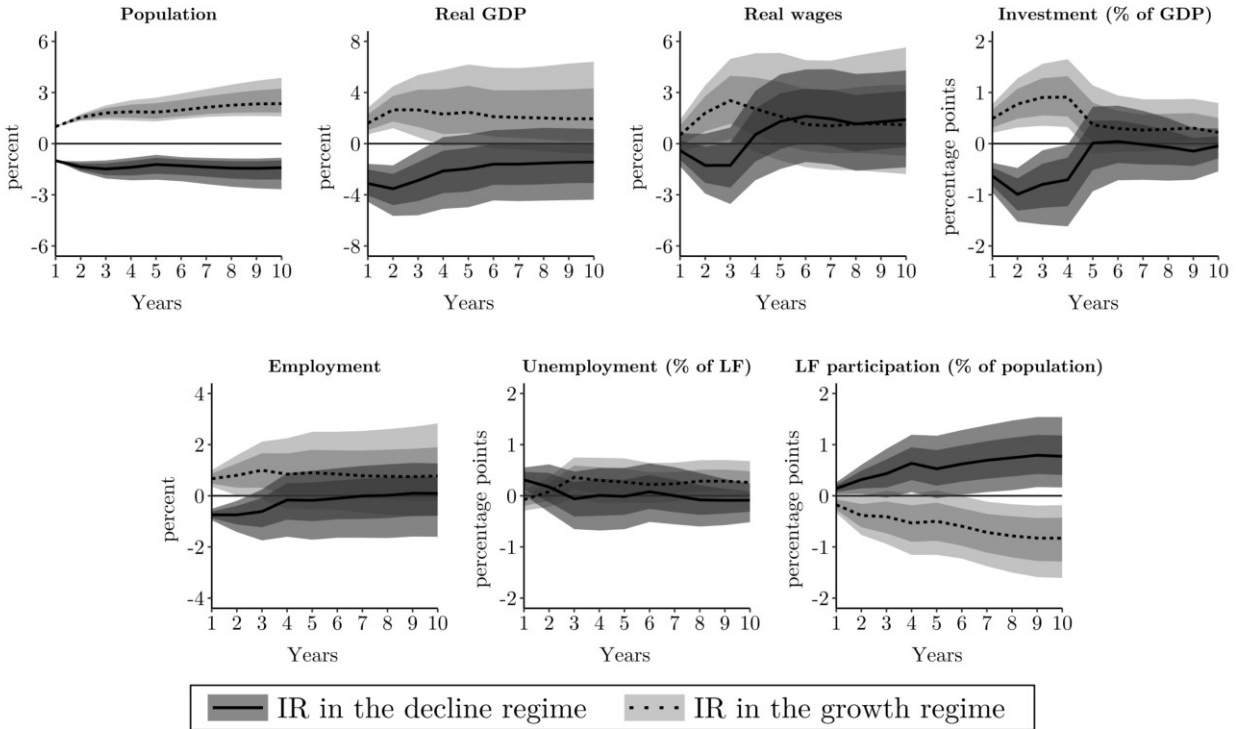 Population
Real GDP
Real wages
Investment (% of GDP)
percent
6
3
0
-3
-6
1 2 3 4 5 6 7 8 9 10
Years
percent
8
4
0
-4
-8
1 2 3 4 5 6 7 8 9 10
Years
percent
6
3
0
-3
-6
1 2 3 4 5 6 7 8 9 10
Years
percentage points
2
1
0
-1
-2
1 2 3 4 5 6 7 8 9 10
Years
Employment
Unemployment (% of LF)
LF participation (% of population)
percent
4
2
0
-2
-4
1 2 3 4 5 6 7 8 9 10
Years
percentage points
2
1
0
-1
-2
1 2 3 4 5 6 7 8 9 10
Years
percentage points
2
1
0
-1
-2
1 2 3 4 5 6 7 8 9 10
Years
IR in the decline regime
IR in the growth regime